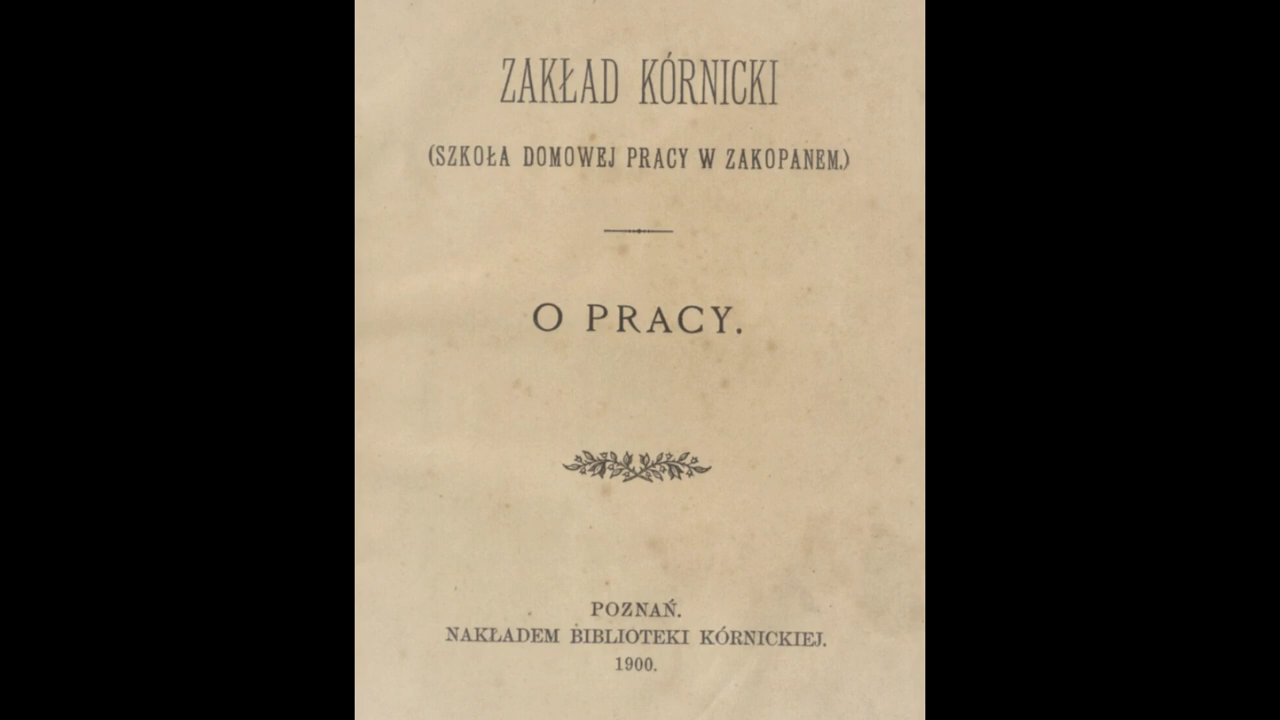 ZAKŁAD KÓRNICKI
(SZKOŁA DOMOWEJ PRACY W ZAKOPANEM.)
O PRACY.
POZNAŃ.
NAKŁADEM BIBLIOTEKI KÓRNICKIEJ.
1900.